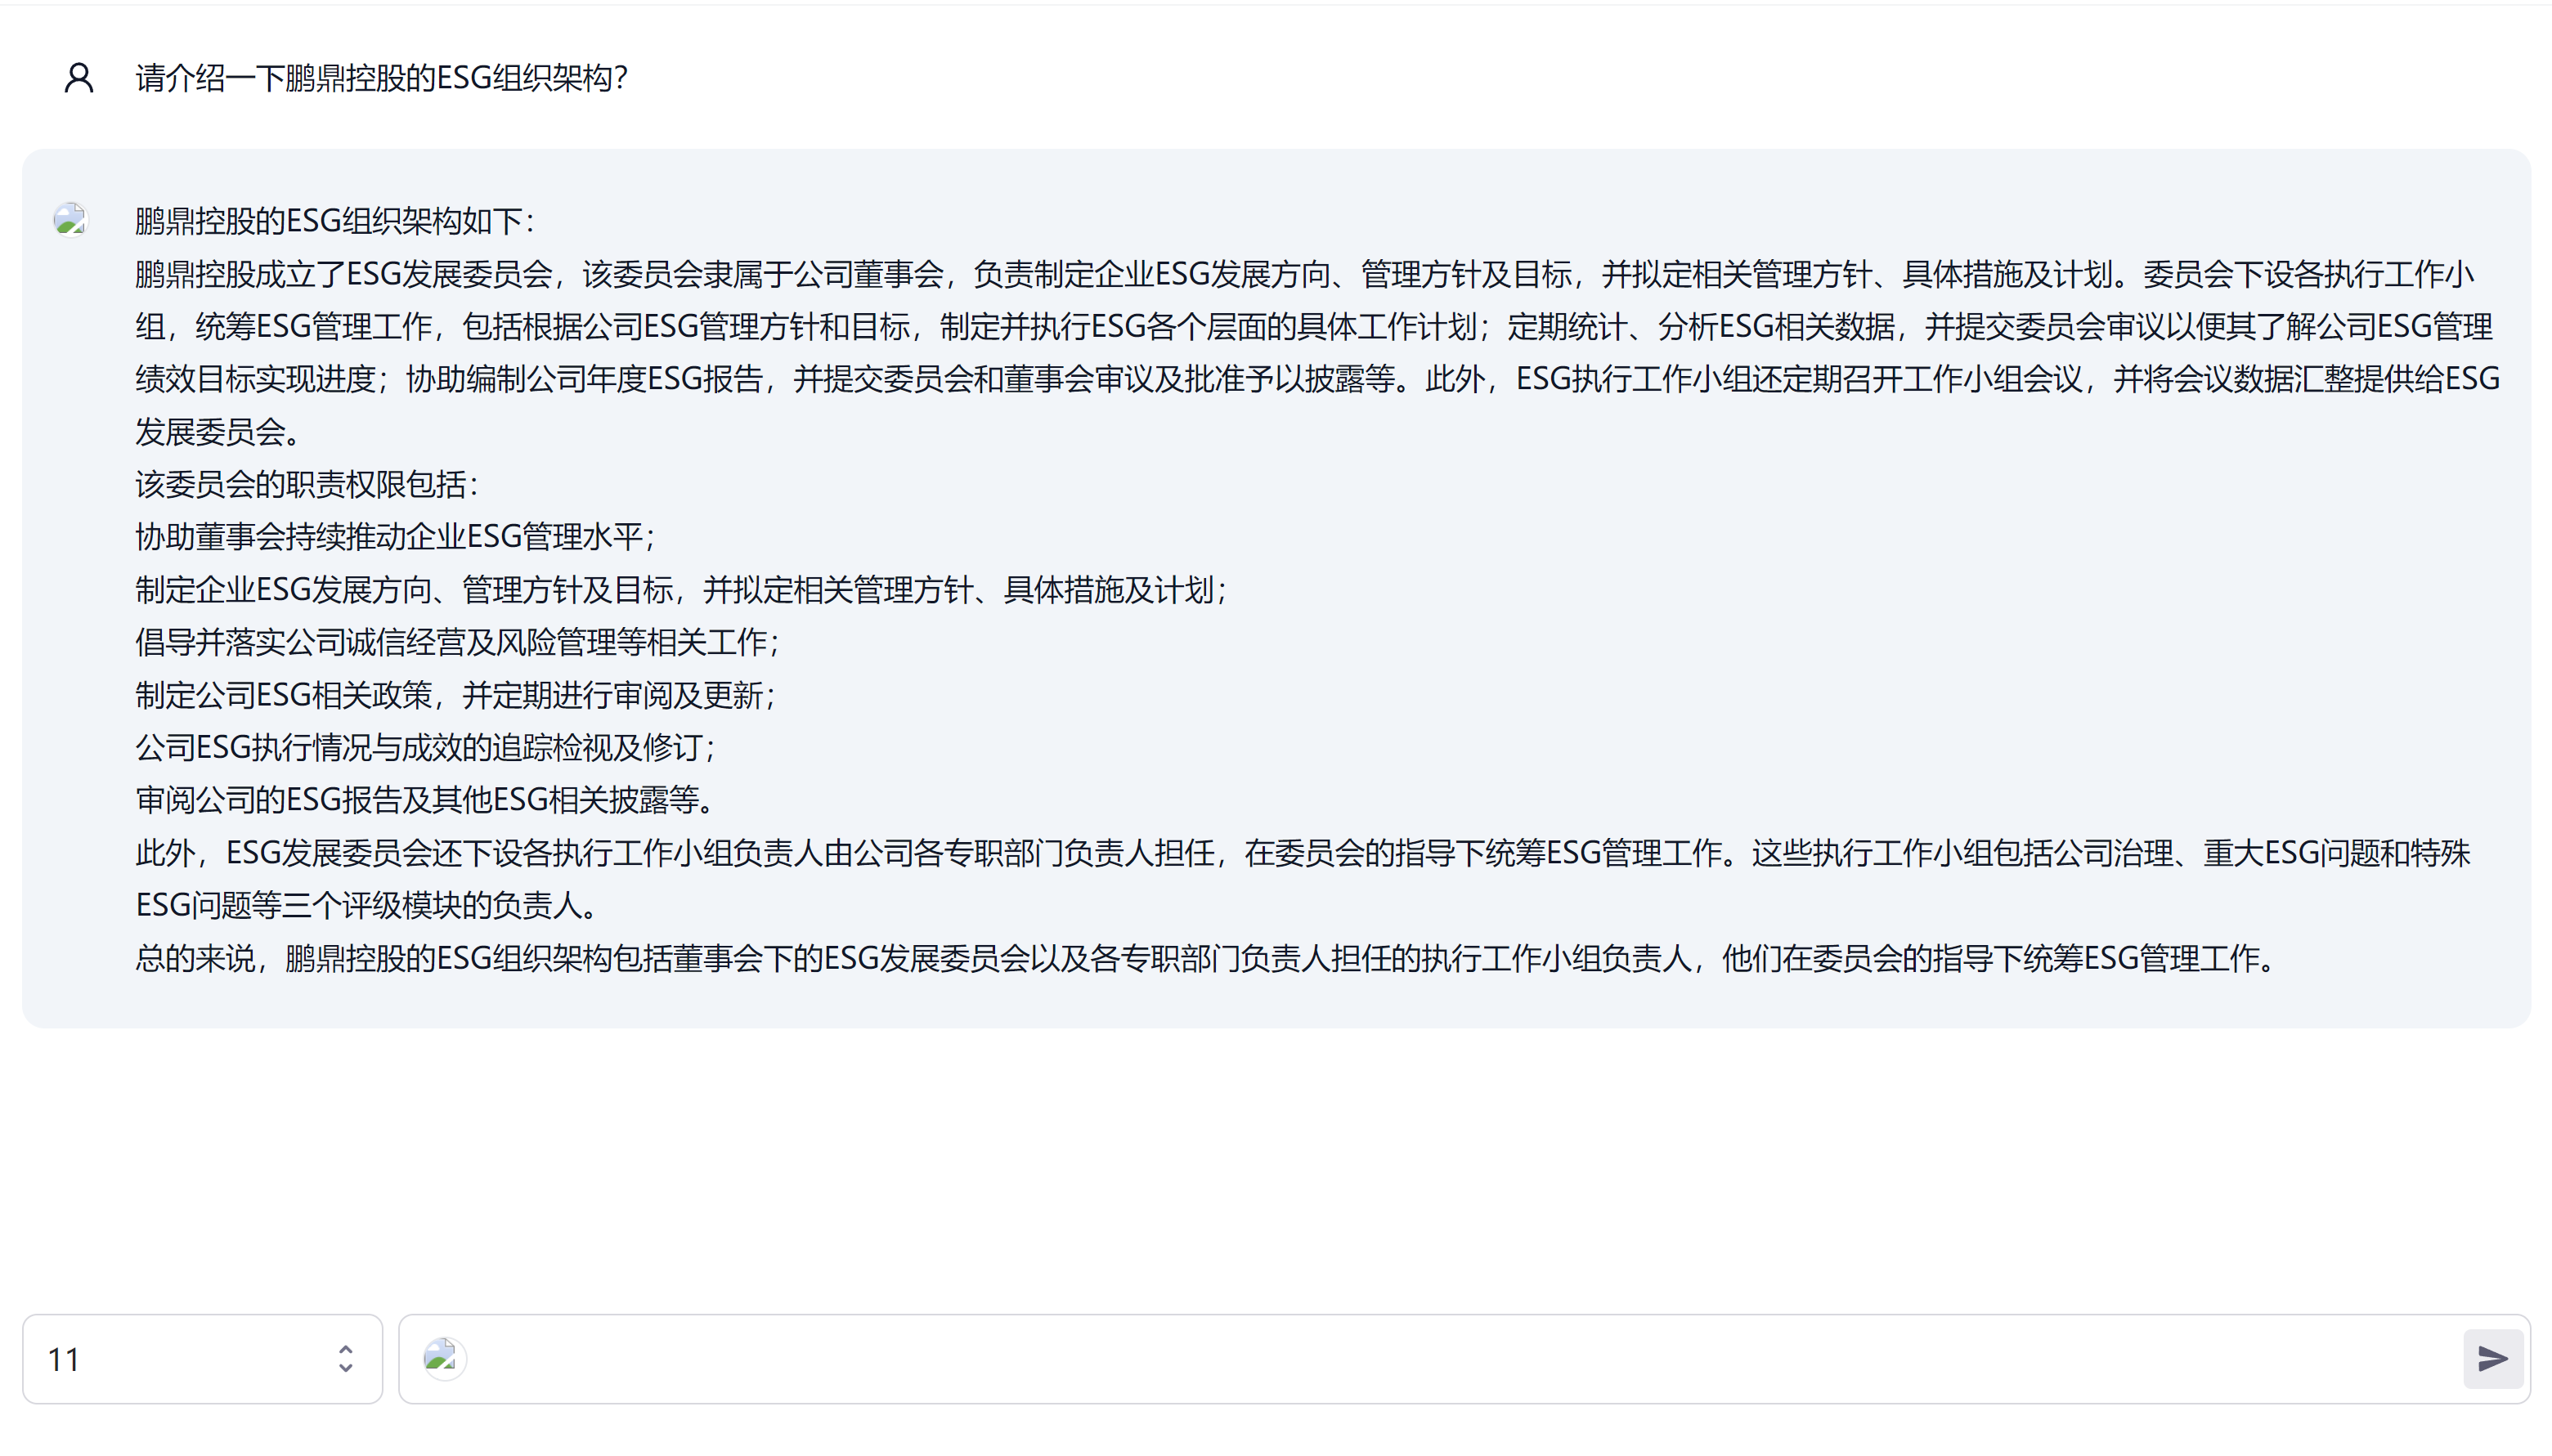 请介绍一下鹏鼎控股的ESG组织架构?
鹏鼎控股的ESG组织架构如下：
鹏鼎控股成立了ESG发展委员会，该委员会隶属于公司董事会，负责制定企业ESG发展方向、管理方针及目标，并拟定相关管理方针、具体措施及计划。委员会下设各执行工作小
组，统筹ESG管理工作，包括根据公司ESG管理方针和目标，制定并执行ESG各个层面的具体工作计划；定期统计、分析ESG相关数据，并提交委员会审议以便其了解公司ESG管理
绩效目标实现进度；协助编制公司年度ESG报告，并提交委员会和董事会审议及批准予以披露等。此外，ESG执行工作小组还定期召开工作小组会议，并将会议数据汇整提供给ESG
发展委员会。
该委员会的职责权限包括：
协助董事会持续推动企业ESG管理水平；
制定企业ESG发展方向、管理方针及目标，并拟定相关管理方针、具体措施及计划；
倡导并落实公司诚信经营及风险管理等相关工作；
制定公司ESG相关政策，并定期进行审阅及更新；
公司ESG执行情况与成效的追踪检视及修订；
审阅公司的ESG报告及其他ESG相关披露等。
此外，ESG发展委员会还下设各执行工作小组负责人由公司各专职部门负责人担任，在委员会的指导下统筹ESG管理工作。这些执行工作小组包括公司治理、重大ESG问题和特殊
ESG问题等三个评级模块的负责人。
总的来说，鹏鼎控股的ESG组织架构包括董事会下的ESG发展委员会以及各专职部门负责人担任的执行工作小组负责人，他们在委员会的指导下统筹ESG管理工作。
11